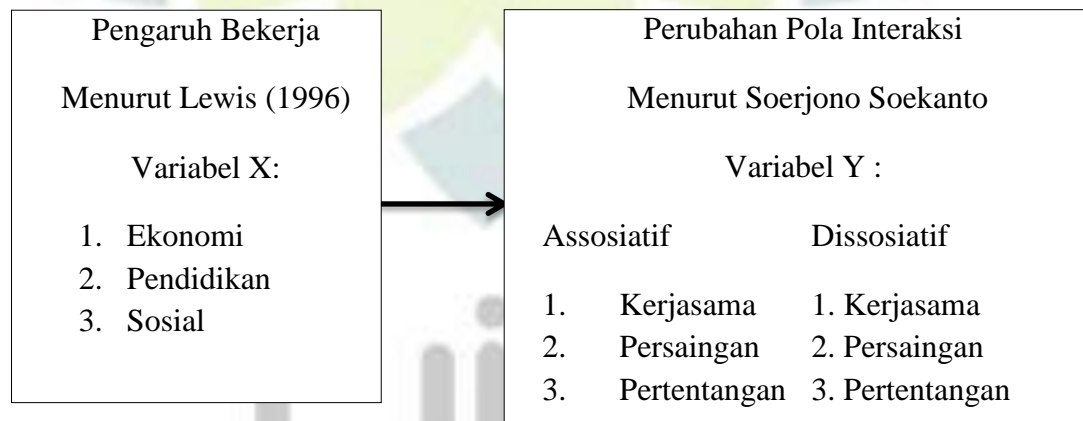 Pengaruh Bekerja
Menurut Lewis (1996)
Variabel X:
1. Ekonomi
2. Pendidikan
3. Sosial
Perubahan Pola Interaksi
Menurut Soerjono Soekanto
Variabel Y :
Assosiatif Dissosiatif
1. Kerjasama 1. Kerjasama
2. Persaingan 2. Persaingan
3. Pertentangan 3. Pertentangan